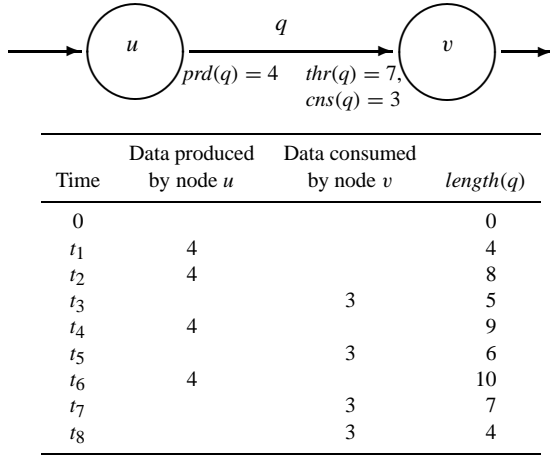 q
u
v
prd(q) = 4 thr(q) = 7,
cns(q) = 3
Data produced Data consumed
Time by node u by node v length(q)
0 0
t1 4 4
t2 4 8
t3 3 5
t4 4 9
t5 3 6
t6 4 10
t7 3 7
t8 3 4